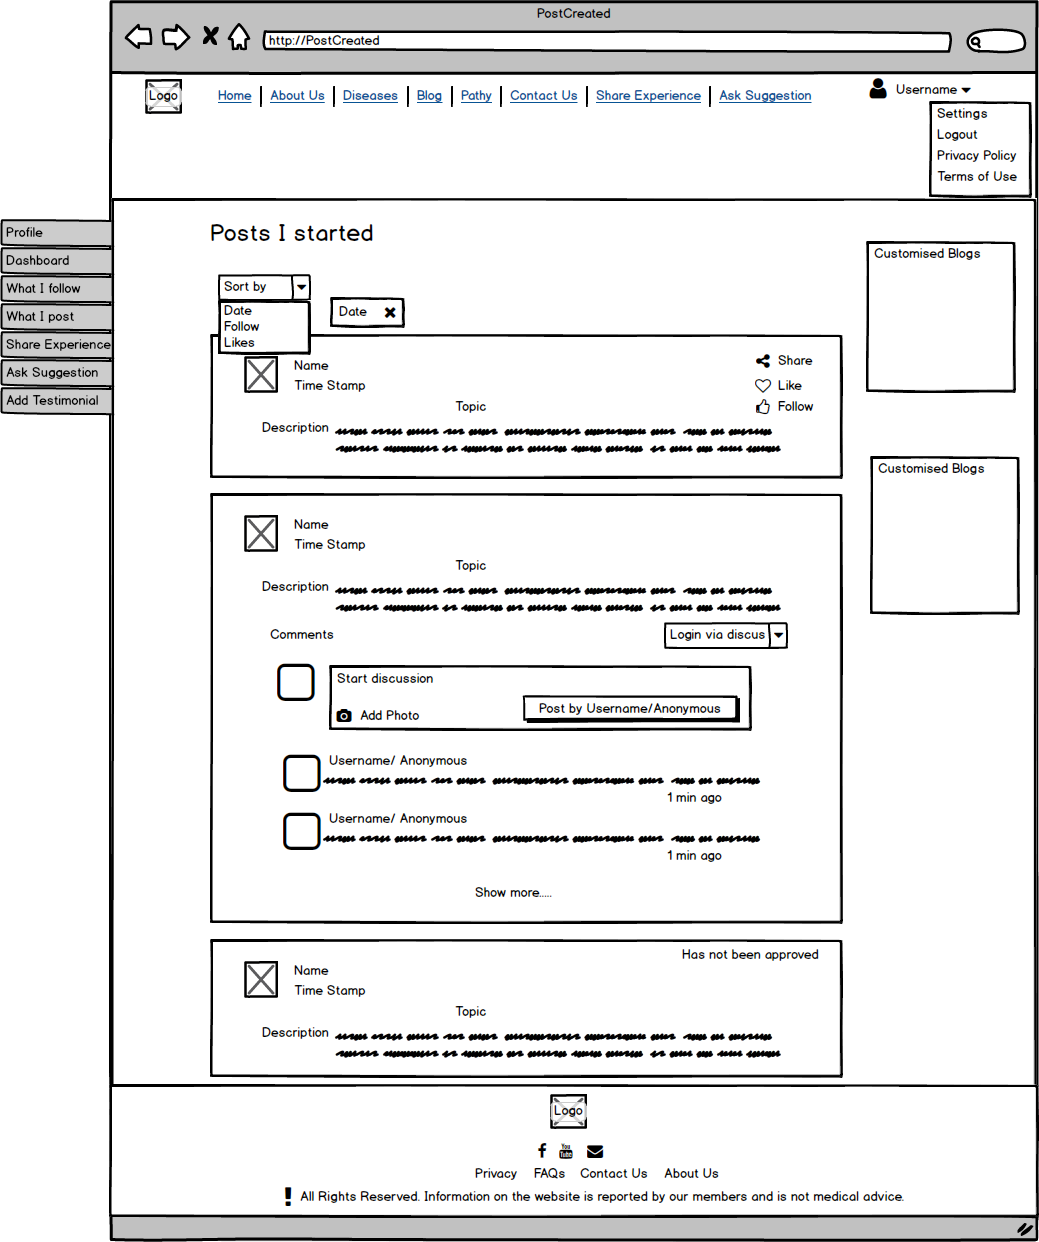 PostCreated
http://PostCreated
Logo
Home About Us Diseases Blog Pathy Contact Us Share Experience Ask Suggestion
Username
Settings
Logout
Privacy Policy
Terms of Use
Profile
Dashboard
What I follow
What I post
Share Experience
Ask Suggestion
Add Testimonial
Posts I started
Sort by
Date
Follow
Likes
Date
Name
Time Stamp
Share
Like
Follow
Topic
Description
Customised Blogs
Customised Blogs
Name
Time Stamp
Topic
Description
Comments
Login via discus
Start discussion
Add Photo
Post by Username/Anonymous
Username/ Anonymous
1 min ago
Username/ Anonymous
1 min ago
Show more.....
Has not been approved
Name
Time Stamp
Topic
Description
Logo
You Tube
Privacy FAQs Contact Us About Us
All Rights Reserved. Information on the website is reported by our members and is not medical advice.